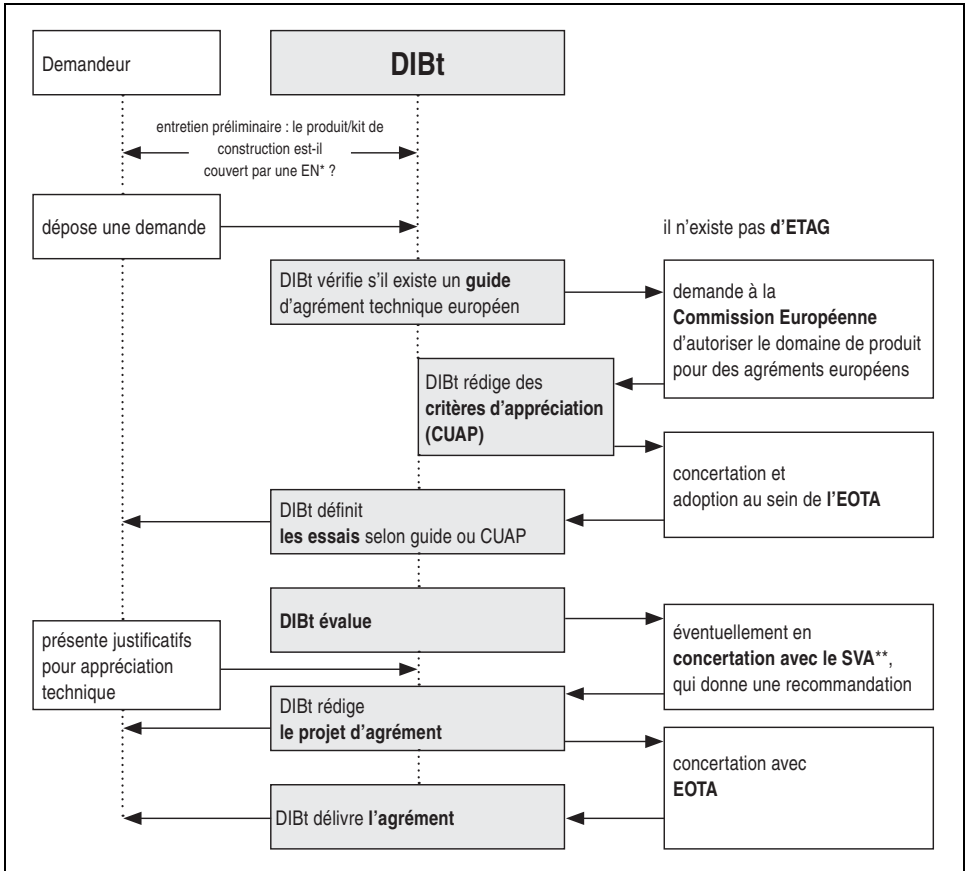 Demandeur
DIBt
entretien préliminaire : le produit/kit de
construction est-il
couvert par une EN* ?
dépose une demande
il n'existe pas d'ETAG
DIBt vérifie s'il existe un guide
d'agrément technique européen
demande à la
Commission Européenne
d'autoriser le domaine de produit
pour des agréments européens
DIBt rédige des
critères d'appréciation
(CUAP)
concertation et
adoption au sein de l'EOTA
DIBt définit
les essais selon guide ou CUAP
DIBt évalue
éventuellement en
concertation avec le SVA**,
qui donne une recommandation
présente justificatifs
pour appréciation
technique
DIBt rédige
le projet d'agrément
concertation avec
EOTA
DIBt délivre l'agrément